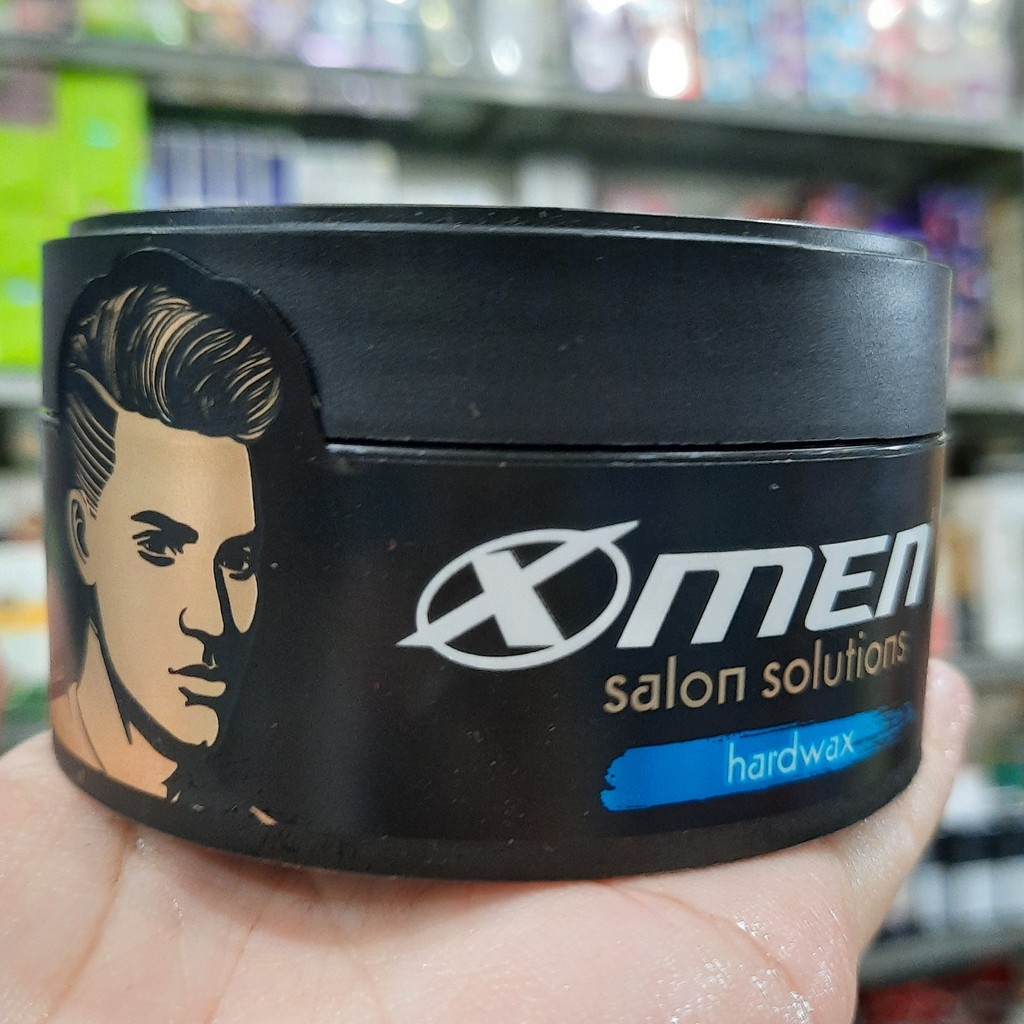 Xmen
salon solutions
hardwax